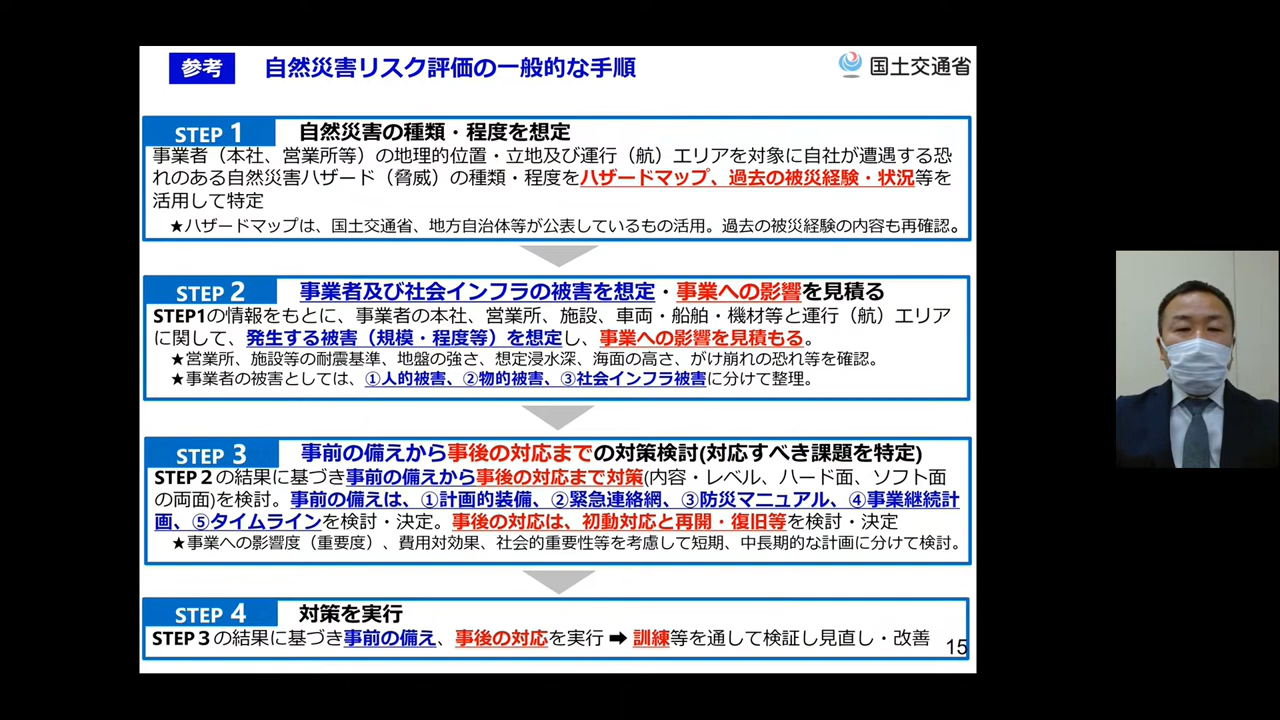 参考 自然災害リスク評価の一般的な手順
国土交通省
STEP 1 自然災害の種類・程度を想定
事業者（本社、営業所等）の地理的位置・立地及び運行（航）エリアを対象に自社が遭遇する恐
れのある自然災害ハザード（脅威）の種類・程度をハザードマップ、過去の被災経験・状況等を
活用して特定
★ハザードマップは、国土交通省、地方自治体等が公表しているもの活用。過去の被災経験の内容も再確認。
STEP 2 事業者及び社会インフラの被害を想定・事業への影響を見積る
STEP1の情報をもとに、事業者の本社、営業所、施設、車両・船舶・機材等と運行（航）エリア
に関して、発生する被害（規模・程度等）を想定し、事業への影響を見積もる。
★営業所、施設等の耐震基準、地盤の強さ、想定浸水深、海面の高さ、がけ崩れの恐れ等を確認。
★事業者の被害としては、①人的被害、②物的被害、③社会インフラ被害に分けて整理。
STEP 3 事前の備えから事後の対応までの対策検討(対応すべき課題を特定)
STEP２の結果に基づき事前の備えから事後の対応まで対策(内容・レベル、ハード面、ソフト面
の両面)を検討。事前の備えは、①計画的装備、②緊急連絡網、③防災マニュアル、④事業継続計
画、⑤タイムラインを検討・決定。事後の対応は、初動対応と再開・復旧等を検討・決定
★事業への影響度（重要度）、費用対効果、社会的重要性等を考慮して短期、中長期的な計画に分けて検討。
STEP 4 対策を実行
STEP３の結果に基づき事前の備え、事後の対応を実行 ➡ 訓練等を通して検証し見直し・改善
15